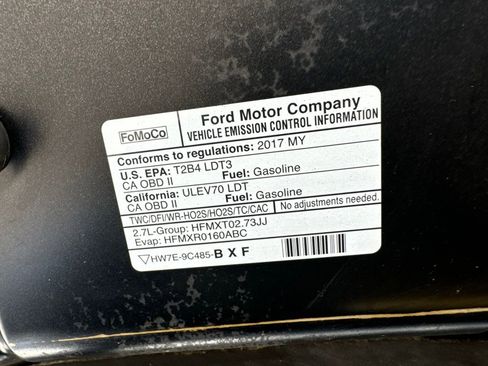 FoMoCo
Ford Motor Company
VEHICLE EMISSION CONTROL INFORMATION
Conforms to regulations: 2017 MY
U.S. EPA: T2B4 LDT3
CA OBD II Fuel: Gasoline
California: ULEV70 LDT
CA OBD II Fuel: Gasoline
TWC/DFI/WR-HO2S/HO2S/TC/CAC No adjustments needed.
2.7L-Group: HFMXT02.73JJ
Evap: HFMXR0160ABC
HW7E-9C485-B X F